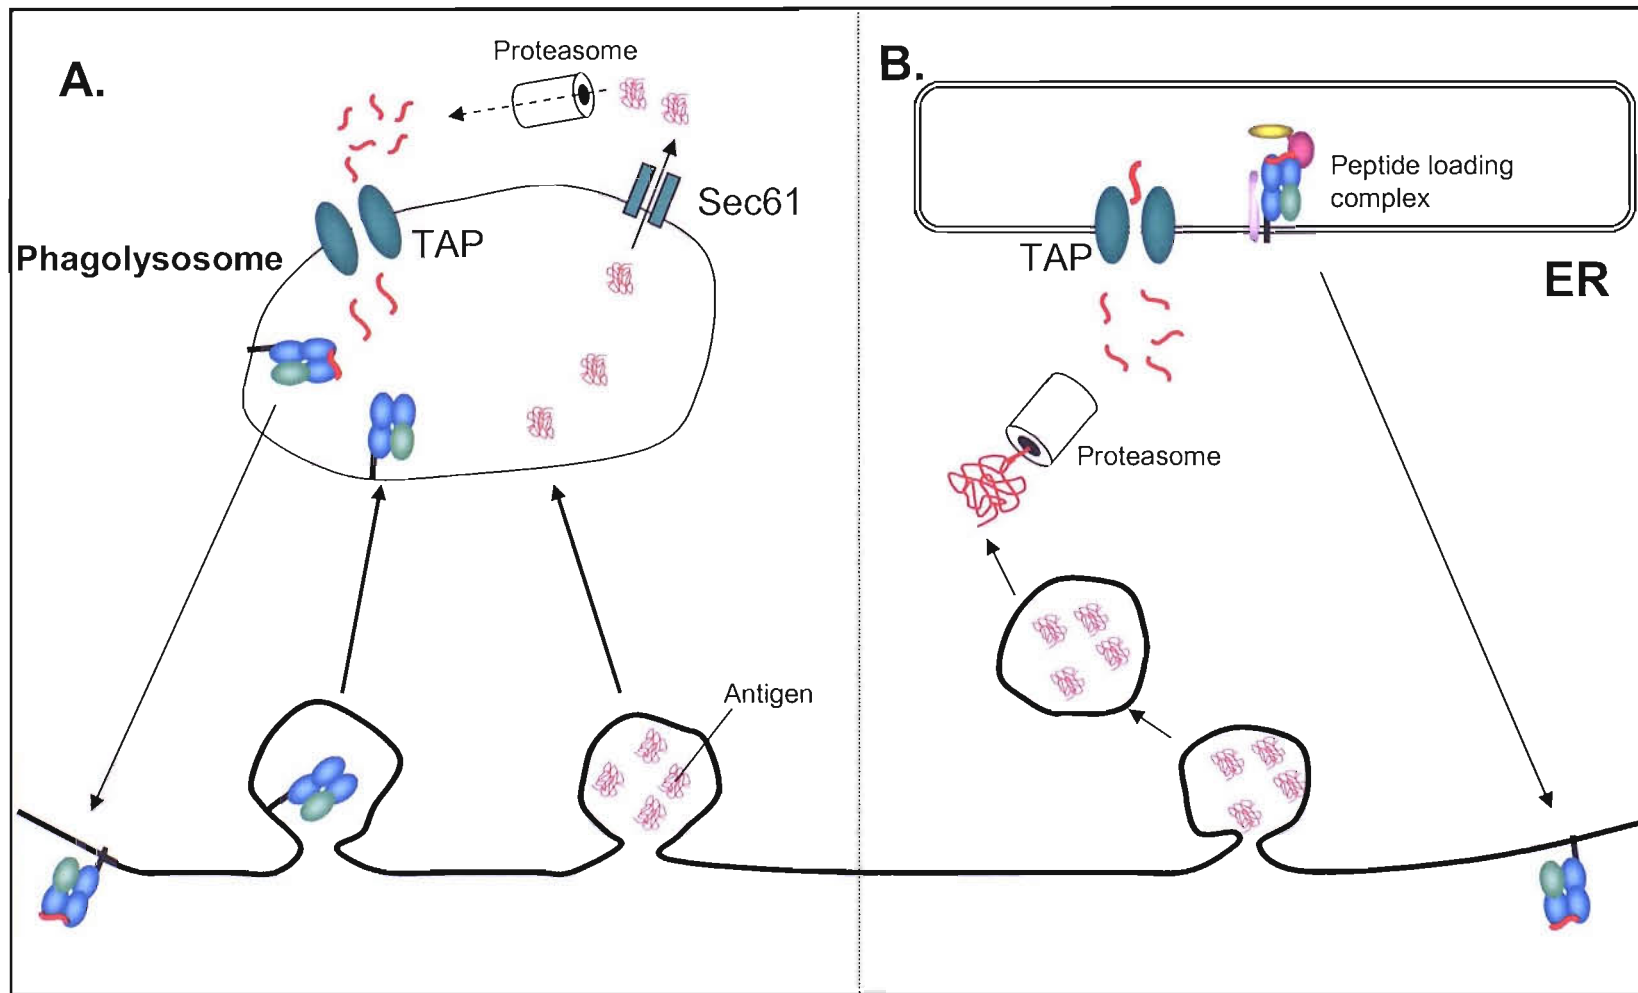 A.
Proteasome
Sec61
TAP
Phagolysosome
Antigen
B.
Peptide loading
complex
TAP
ER
Proteasome